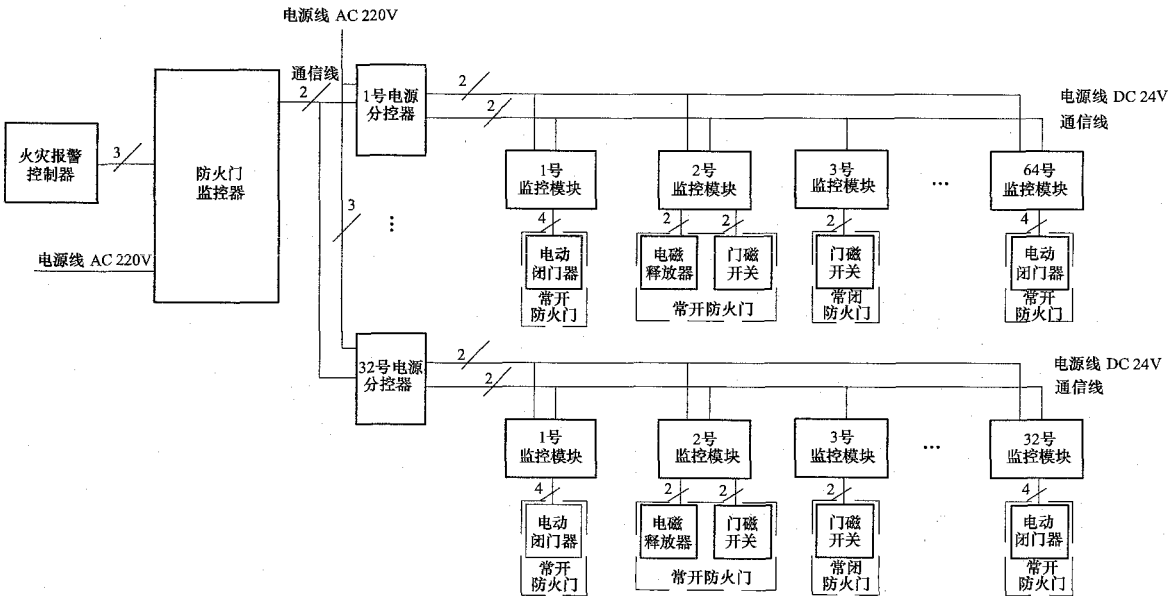 电源线 AC 220V
通信线
2
1号电源
分控器
2
2
电源线 DC 24V
通信线
火灾报警
控制器
3
防火门
监控器
电源线 AC 220V
3
⋮
1号
监控模块
2号
监控模块
3号
监控模块
…
64号
监控模块
4
2
2
2
4
电动
闭门器
电磁
释放器
门磁
开关
门磁
开关
电动
闭门器
常开
防火门
常开防火门
常闭
防火门
常开
防火门
32号电源
分控器
2
2
电源线 DC 24V
通信线
1号
监控模块
2号
监控模块
3号
监控模块
…
32号
监控模块
4
2
2
2
4
电动
闭门器
电磁
释放器
门磁
开关
门磁
开关
电动
闭门器
常开
防火门
常开防火门
常闭
防火门
常开
防火门